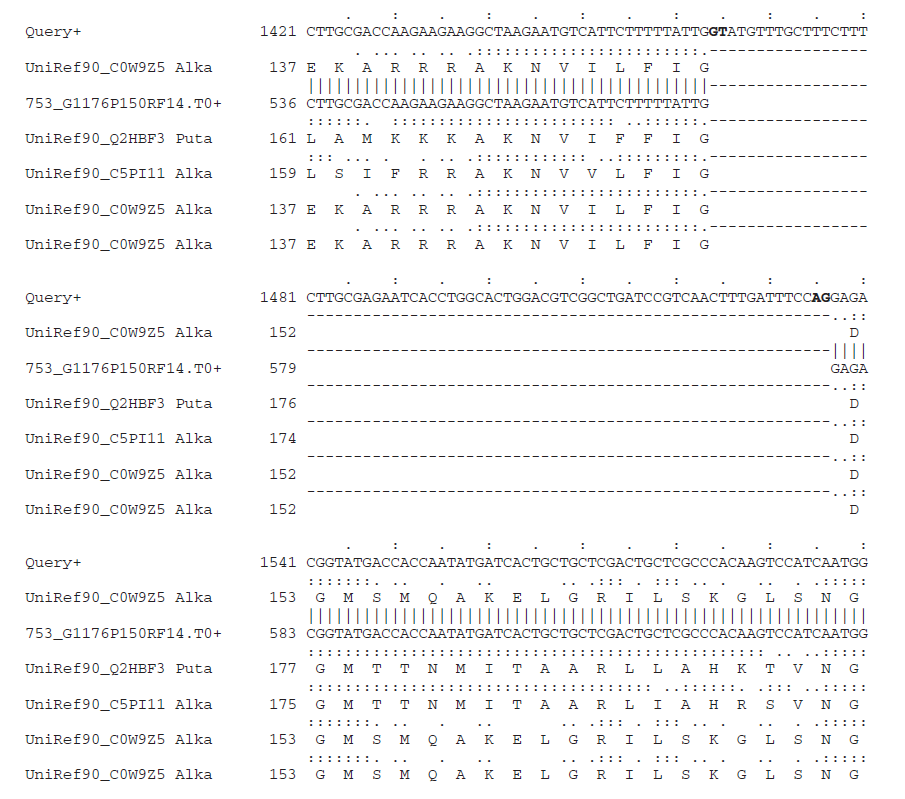 Query+ 1421 CTTGCGACCAAGAAGAAGGCTAAGAATGTCATTCTTTTTATTGGTATGTTTGCTTTCTTT
UniRef90_C0W9Z5 Alka 137 E K A R R R A K N V I L F I G
753_G1176P150RF14.T0+ 536 CTTGCGACCAAGAAGAAGGCTAAGAATGTCATTCTTTTTATTG
UniRef90_Q2HBF3 Puta 161 L A M K K K A K N V I F F I G
UniRef90_C5PI11 Alka 159 L S I F R R A K N V V L F I G
UniRef90_C0W9Z5 Alka 137 E K A R R R A K N V I L F I G
UniRef90_C0W9Z5 Alka 137 E K A R R R A K N V I L F I G
Query+ 1481 CTTGCGAGAATCACCTGGCACTGGACGTCGGCTGATCCGTCAACTTTGATTTCCAGGAGA
UniRef90_C0W9Z5 Alka 152 D
753_G1176P150RF14.T0+ 579 GAGA
UniRef90_Q2HBF3 Puta 176 D
UniRef90_C5PI11 Alka 174 D
UniRef90_C0W9Z5 Alka 152 D
UniRef90_C0W9Z5 Alka 152 D
Query+ 1541 CGGTATGACCACCAATATGATCACTGCTGCTCGACTGCTCGCCCACAAGTCCATCAATGG
UniRef90_C0W9Z5 Alka 153 G M S M Q A K E L G R I L S K G L S N G
753_G1176P150RF14.T0+ 583 CGGTATGACCACCAATATGATCACTGCTGCTCGACTGCTCGCCCACAAGTCCATCAATGG
UniRef90_Q2HBF3 Puta 177 G M T T N M I T A A R L L A H K T V N G
UniRef90_C5PI11 Alka 175 G M T T N M I T A A R L I A H R S V N G
UniRef90_C0W9Z5 Alka 153 G M S M Q A K E L G R I L S K G L S N G
UniRef90_C0W9Z5 Alka 153 G M S M Q A K E L G R I L S K G L S N G